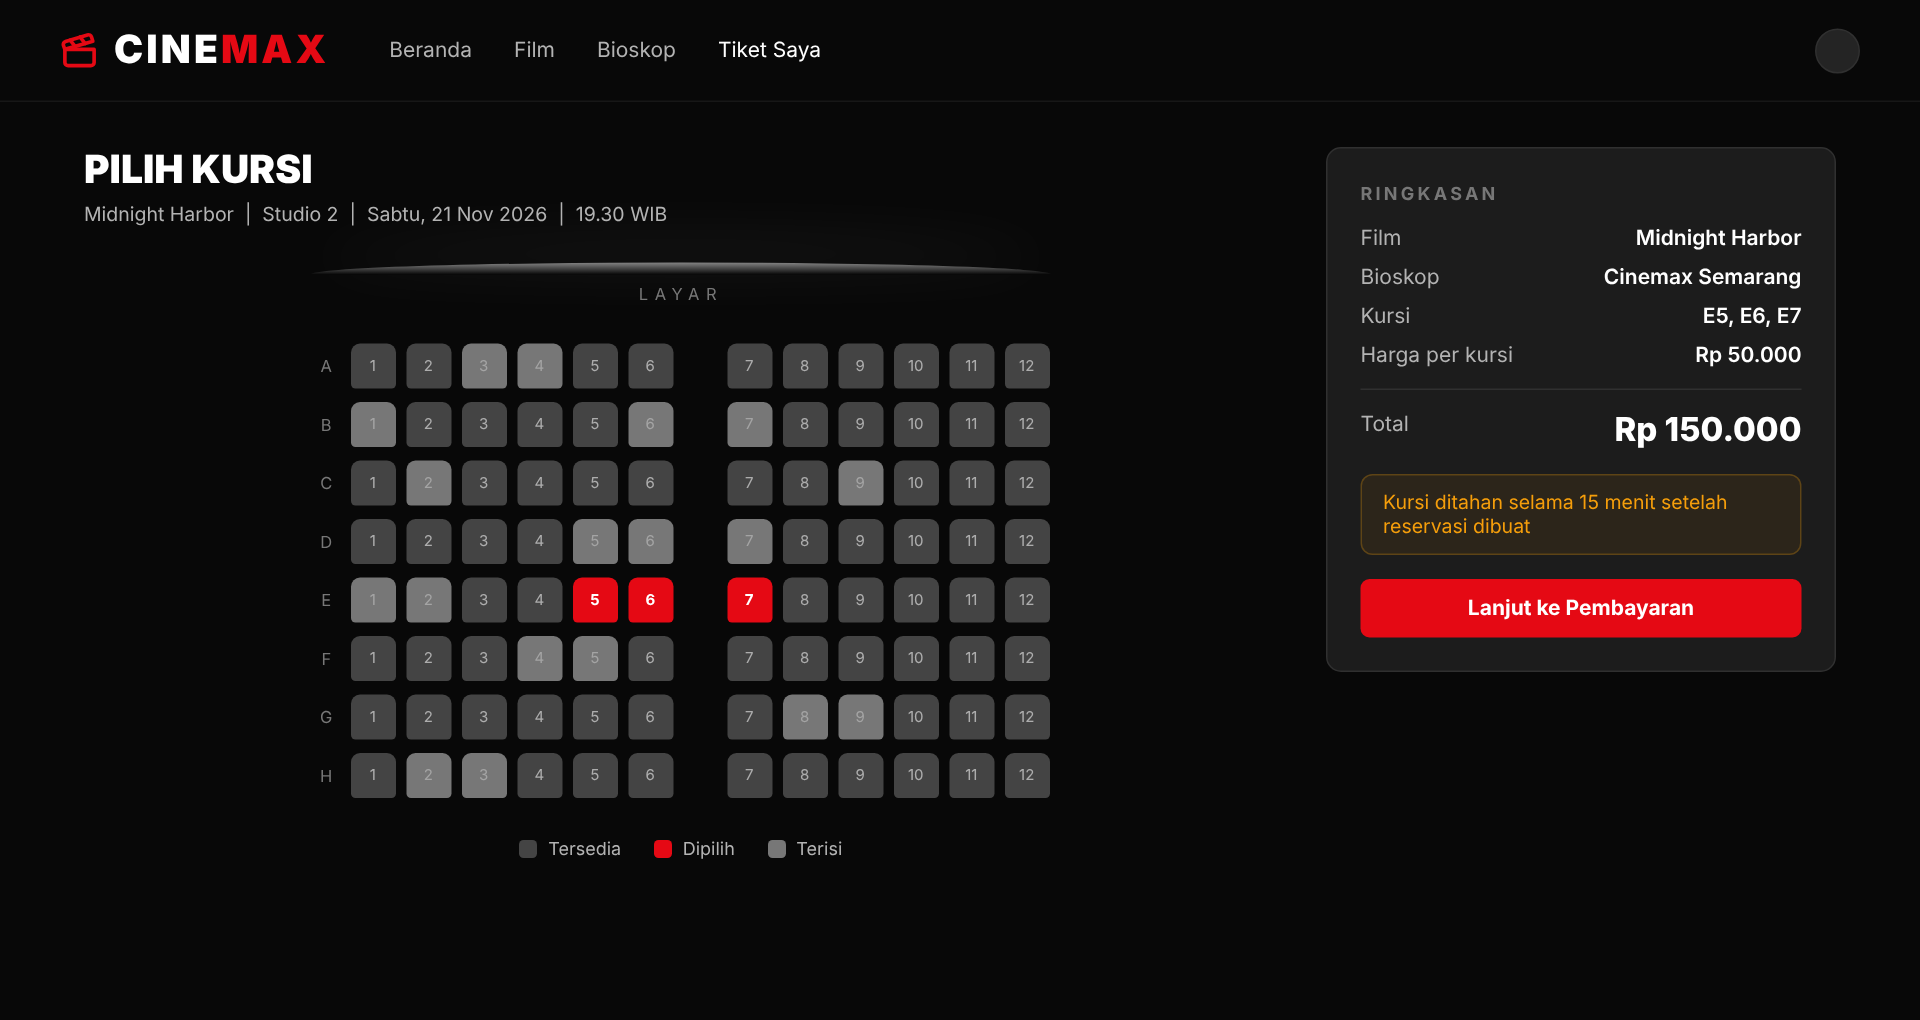 CINEMAX Beranda Film Bioskop Tiket Saya
PILIH KURSI
Midnight Harbor | Studio 2 | Sabtu, 21 Nov 2026 | 19.30 WIB
LAYAR
A 1 2 3 4 5 6 7 8 9 10 11 12
B 1 2 3 4 5 6 7 8 9 10 11 12
C 1 2 3 4 5 6 7 8 9 10 11 12
D 1 2 3 4 5 6 7 8 9 10 11 12
E 1 2 3 4 5 6 7 8 9 10 11 12
F 1 2 3 4 5 6 7 8 9 10 11 12
G 1 2 3 4 5 6 7 8 9 10 11 12
H 1 2 3 4 5 6 7 8 9 10 11 12
Tersedia Dipilih Terisi
RINGKASAN
Film Midnight Harbor
Bioskop Cinemax Semarang
Kursi E5, E6, E7
Harga per kursi Rp 50.000
Total Rp 150.000
Kursi ditahan selama 15 menit setelah
reservasi dibuat
Lanjut ke Pembayaran